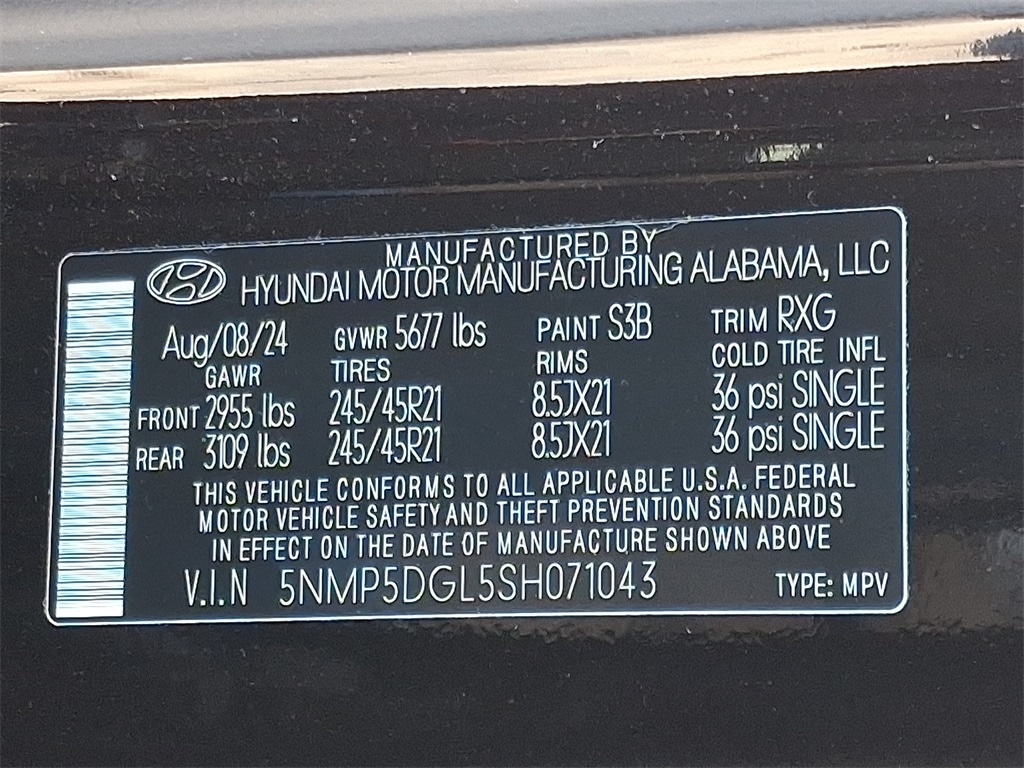 MANUFACTURED BY
HYUNDAI MOTOR MANUFACTURING ALABAMA, LLC
Aug/08/24 GVWR 5677 lbs PAINT S3B TRIM RXG
GAWR TIRES RIMS COLD TIRE INFL
FRONT 2955 lbs 245/45R21 8.5JX21 36 psi SINGLE
REAR 3109 lbs 245/45R21 8.5JX21 36 psi SINGLE
THIS VEHICLE CONFORMS TO ALL APPLICABLE U.S.A. FEDERAL
MOTOR VEHICLE SAFETY AND THEFT PREVENTION STANDARDS
IN EFFECT ON THE DATE OF MANUFACTURE SHOWN ABOVE
V.I.N 5NMP5DGL5SH071043 TYPE: MPV